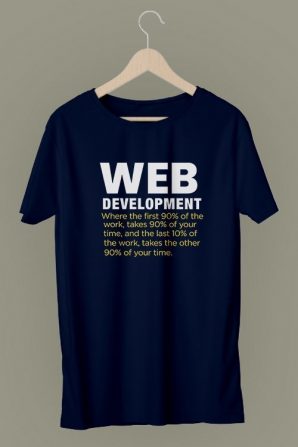 WEB
DEVELOPMENT
Where the first 90% of the
work, takes 90% of your
time, and the last 10% of
the work, takes the other
90% of your time.